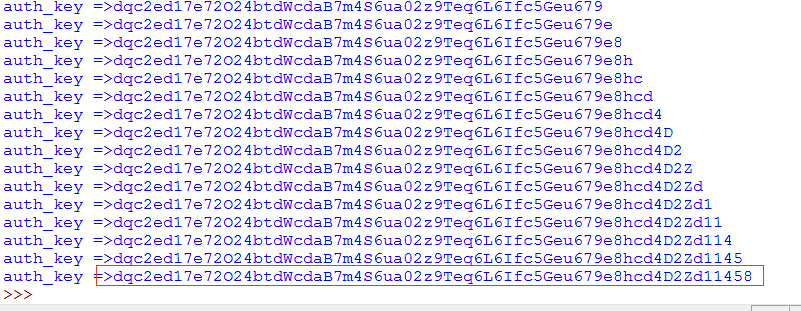 auth_key =>dqc2ed17e72O24btdWcdaB7m4S6ua02z9Teq6L6Ifc5Geu679
auth_key =>dqc2ed17e72O24btdWcdaB7m4S6ua02z9Teq6L6Ifc5Geu679e
auth_key =>dqc2ed17e72O24btdWcdaB7m4S6ua02z9Teq6L6Ifc5Geu679e8
auth_key =>dqc2ed17e72O24btdWcdaB7m4S6ua02z9Teq6L6Ifc5Geu679e8h
auth_key =>dqc2ed17e72O24btdWcdaB7m4S6ua02z9Teq6L6Ifc5Geu679e8hc
auth_key =>dqc2ed17e72O24btdWcdaB7m4S6ua02z9Teq6L6Ifc5Geu679e8hcd
auth_key =>dqc2ed17e72O24btdWcdaB7m4S6ua02z9Teq6L6Ifc5Geu679e8hcd4
auth_key =>dqc2ed17e72O24btdWcdaB7m4S6ua02z9Teq6L6Ifc5Geu679e8hcd4D
auth_key =>dqc2ed17e72O24btdWcdaB7m4S6ua02z9Teq6L6Ifc5Geu679e8hcd4D2
auth_key =>dqc2ed17e72O24btdWcdaB7m4S6ua02z9Teq6L6Ifc5Geu679e8hcd4D2Z
auth_key =>dqc2ed17e72O24btdWcdaB7m4S6ua02z9Teq6L6Ifc5Geu679e8hcd4D2Zd
auth_key =>dqc2ed17e72O24btdWcdaB7m4S6ua02z9Teq6L6Ifc5Geu679e8hcd4D2Zd1
auth_key =>dqc2ed17e72O24btdWcdaB7m4S6ua02z9Teq6L6Ifc5Geu679e8hcd4D2Zd11
auth_key =>dqc2ed17e72O24btdWcdaB7m4S6ua02z9Teq6L6Ifc5Geu679e8hcd4D2Zd114
auth_key =>dqc2ed17e72O24btdWcdaB7m4S6ua02z9Teq6L6Ifc5Geu679e8hcd4D2Zd1145
auth_key =>dqc2ed17e72O24btdWcdaB7m4S6ua02z9Teq6L6Ifc5Geu679e8hcd4D2Zd11458
>>>